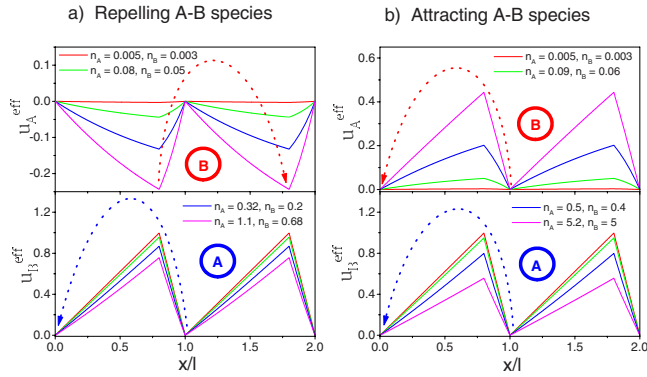 a) Repelling A-B species
b) Attracting A-B species
u_A^eff
0.1
0.0
-0.1
-0.2
n_A = 0.005, n_B = 0.003
n_A = 0.08, n_B = 0.05
B
u_B^eff
1.2
0.8
0.4
0.0
n_A = 0.32, n_B = 0.2
n_A = 1.1, n_B = 0.68
A
0.0 0.5 1.0 1.5 2.0
x/l
u_A^eff
0.6
0.4
0.2
0.0
n_A = 0.005, n_B = 0.003
n_A = 0.09, n_B = 0.06
B
u_B^eff
1.2
0.8
0.4
0.0
n_A = 0.5, n_B = 0.4
n_A = 5.2, n_B = 5
A
0.0 0.5 1.0 1.5 2.0
x/l